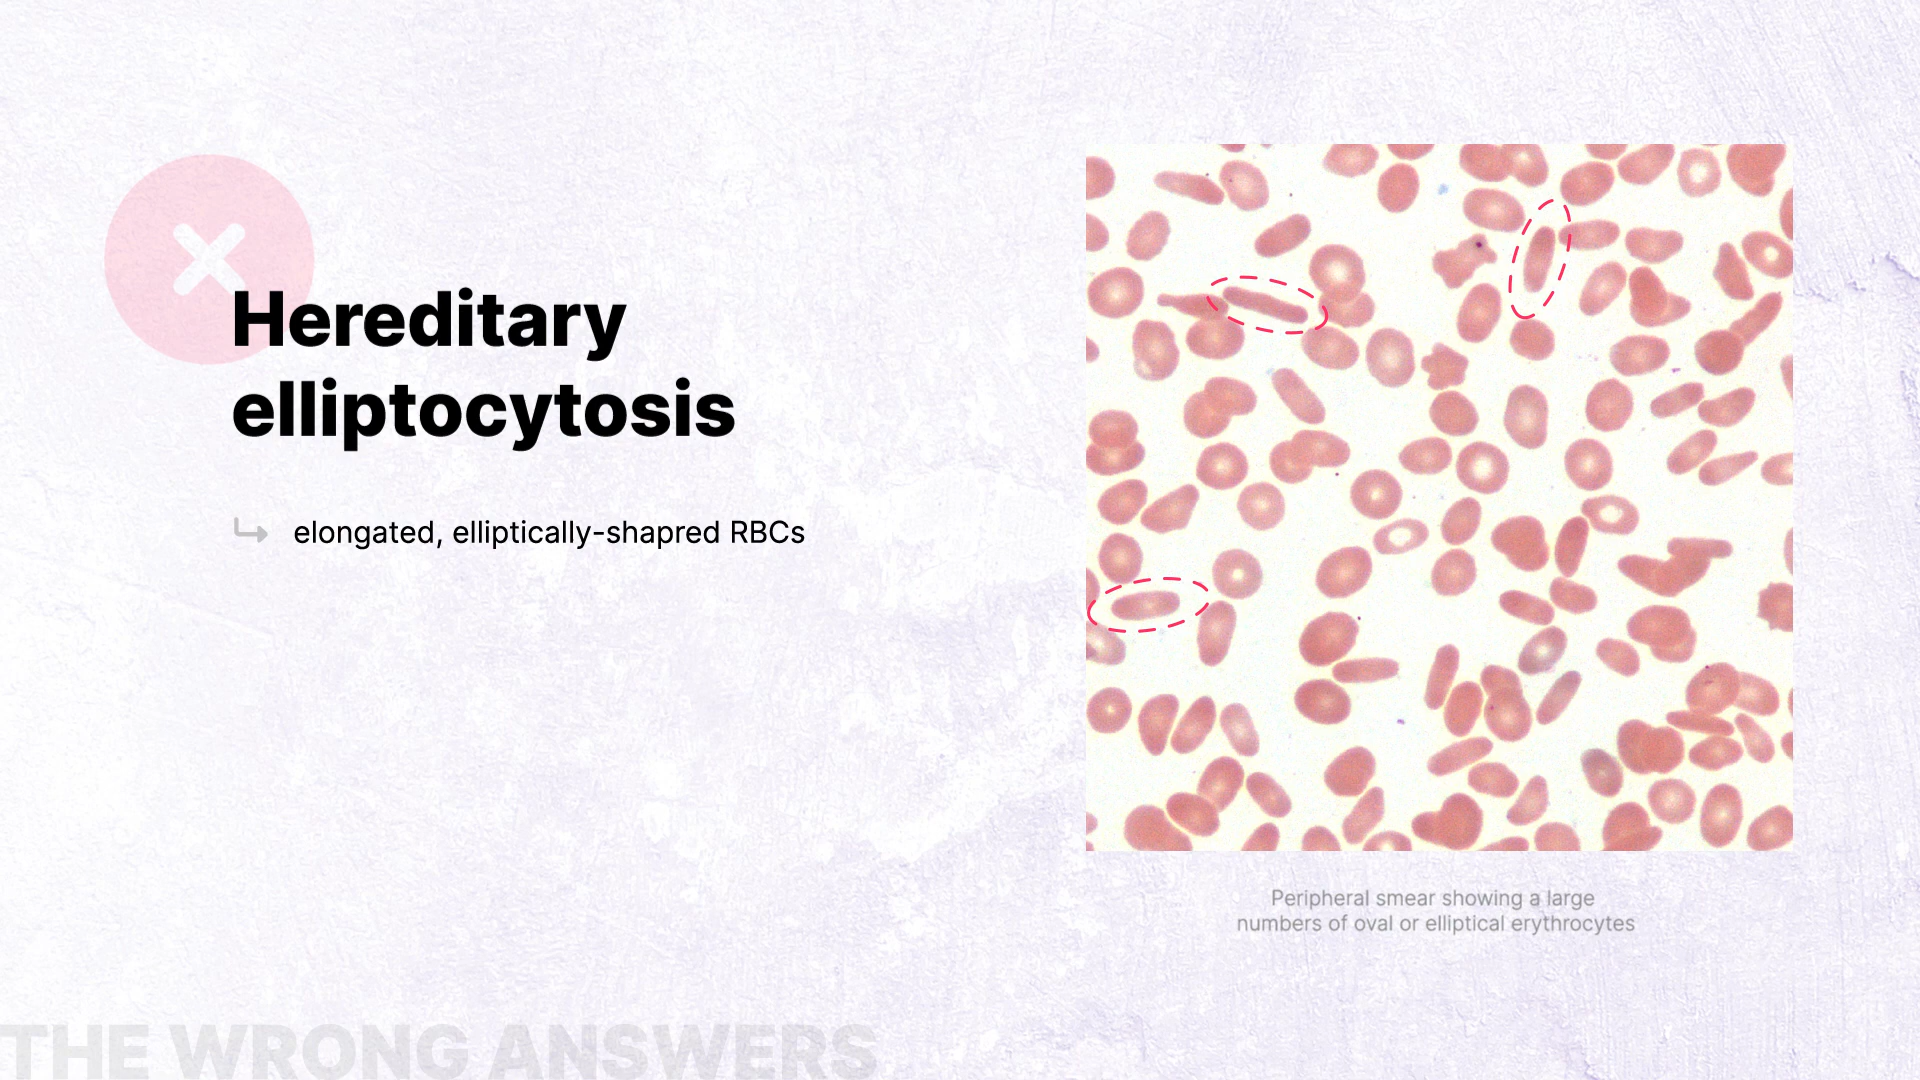 Hereditary
elliptocytosis
elongated, elliptically-shapred RBCs
Peripheral smear showing a large
numbers of oval or elliptical erythrocytes
THE WRONG ANSWERS